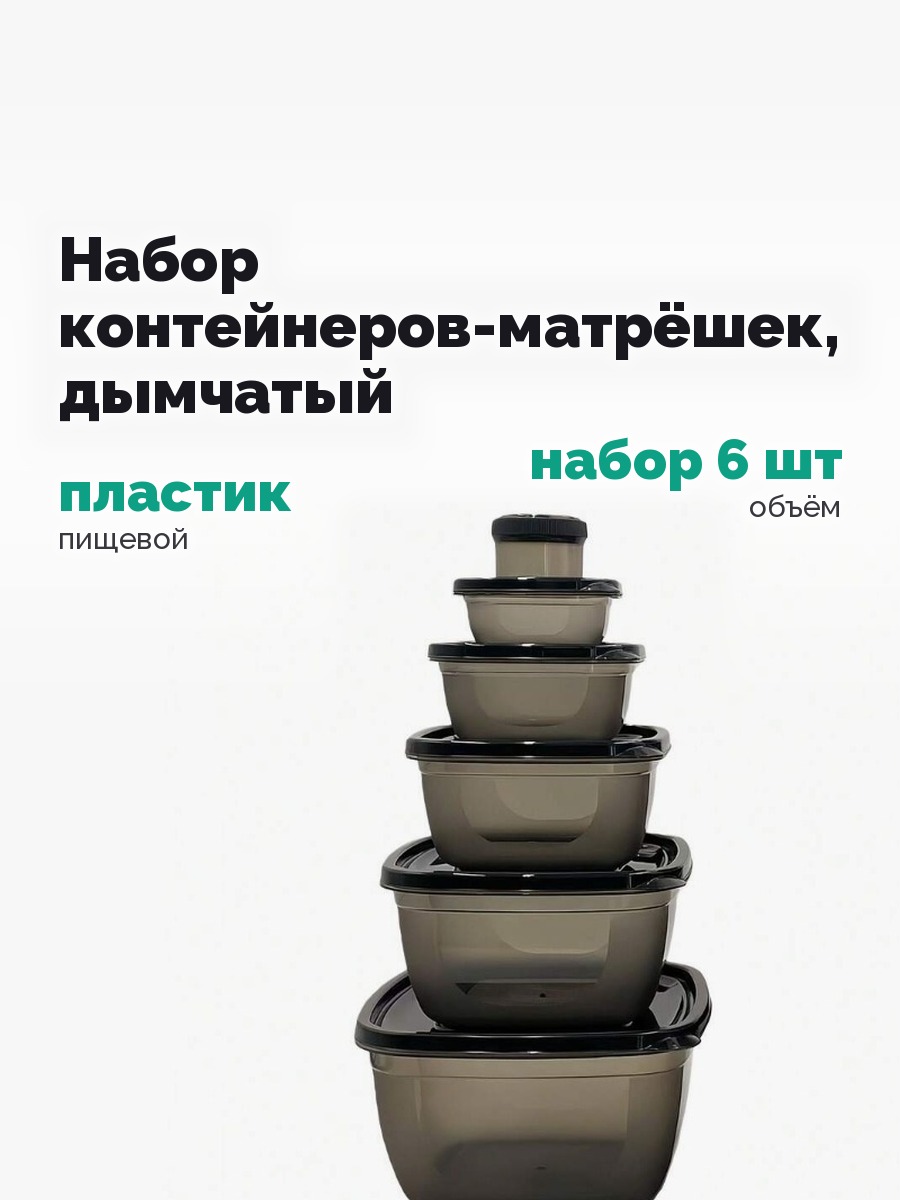 Набор
контейнеров-матрёшек,
дымчатый
набор 6 шт
объём
пластик
пищевой